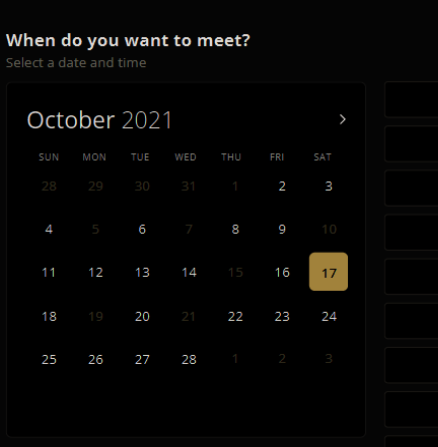 When do you want to meet?
Select a date and time
October 2021
SUN MON TUE WED THU FRI SAT
28 29 30 31 1 2 3
4 5 6 7 8 9 10
11 12 13 14 15 16 17
18 19 20 21 22 23 24
25 26 27 28 1 2 3